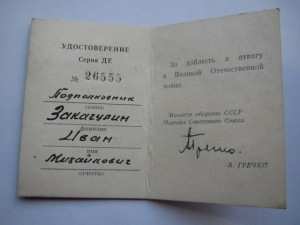 УДОСТОВЕРЕНИЕ
Серия ДЕ
№ 26555
Подполковник
звание
Закачурин
фамилия
Иван
имя
Михайлович
отчество
За доблесть и отвагу
в Великой Отечественной
войне.
Министр обороны СССР
Маршал Советского Союза
А. ГРЕЧКО